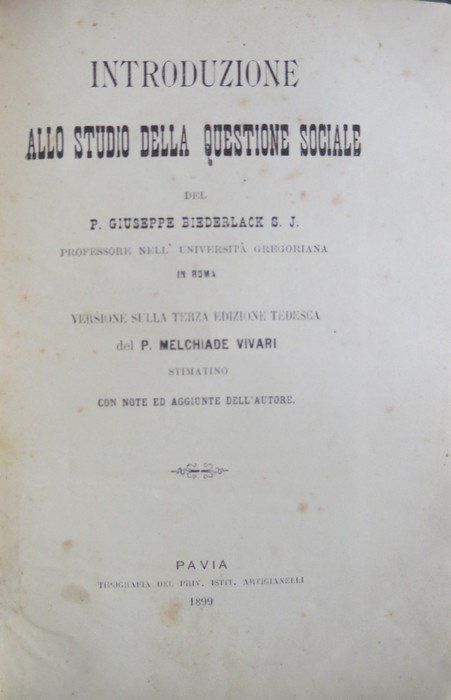 INTRODUZIONE
ALLO STUDIO DELLA QUESTIONE SOCIALE
DEL
P. GIUSEPPE BIEDERLACK S. J.
PROFESSORE NELL' UNIVERSITÀ GREGORIANA
IN ROMA
VERSIONE SULLA TERZA EDIZIONE TEDESCA
del P. MELCHIADE VIVARI
STIMATINO
CON NOTE ED AGGIUNTE DELL'AUTORE.
PAVIA
TIPOGRAFIA DEL PRIV. ISTIT. ARTIGIANELLI
1899